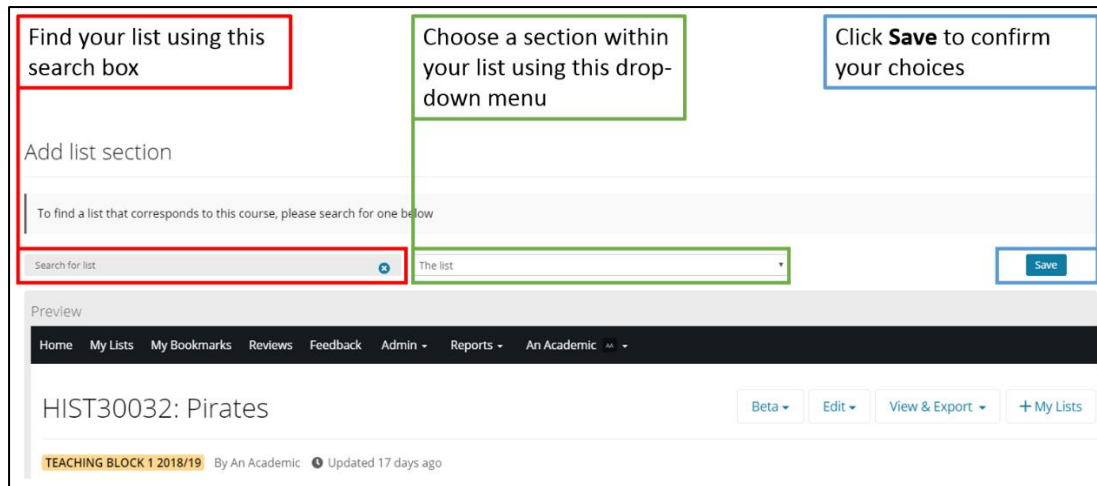 Find your list using this
search box
Choose a section within
your list using this drop-
down menu
Click Save to confirm
your choices
Add list section
To find a list that corresponds to this course, please search for one below
Search for list
The list
Save
Preview
Home My Lists My Bookmarks Reviews Feedback Admin Reports An Academic AA
HIST30032: Pirates
Beta Edit View & Export + My Lists
TEACHING BLOCK 1 2018/19 By An Academic Updated 17 days ago